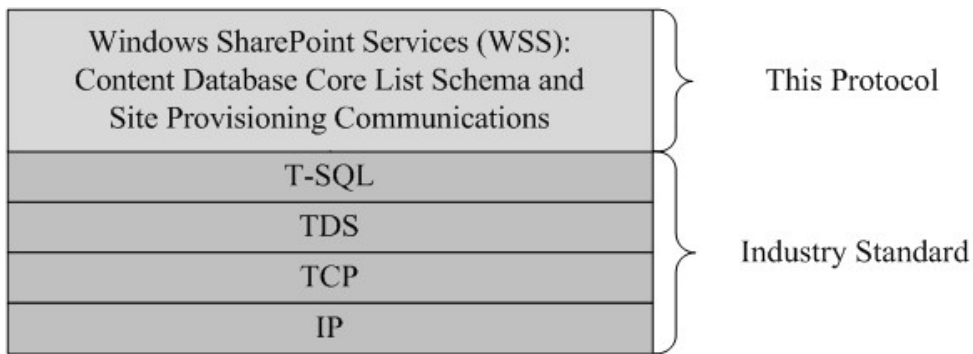 Windows SharePoint Services (WSS):
Content Database Core List Schema and
Site Provisioning Communications
This Protocol
T-SQL
TDS
TCP
IP
Industry Standard